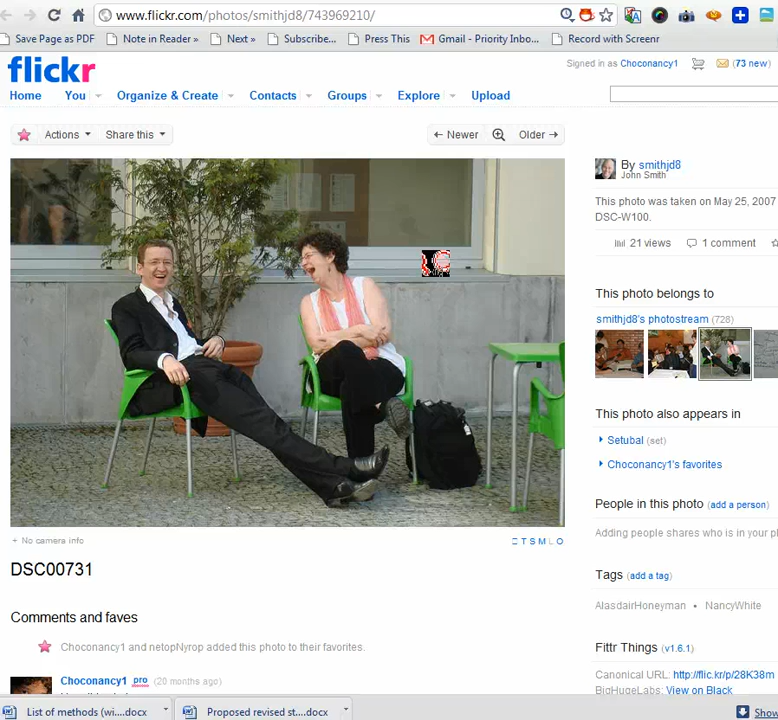 www.flickr.com/photos/smithjd8/743969210/
Save Page as PDF Note in Reader » Next » Subscribe... Press This Gmail - Priority Inbo... Record with Screenr
flickr
Signed in as Choconancy1 (73 new)
Home You Organize & Create Contacts Groups Explore Upload
Actions Share this ← Newer Older →
By smithjd8
John Smith
This photo was taken on May 25, 2007
DSC-W100.
21 views 1 comment
This photo belongs to
smithjd8's photostream (728)
This photo also appears in
Setubal (set)
Choconancy1's favorites
People in this photo (add a person)
Adding people shares who is in your
+ No camera info
T S M L O
DSC00731
Tags (add a tag)
AlasdairHoneyman • NancyWhite
Comments and faves
Choconancy1 and netopNyrop added this photo to their favorites.
Fittr Things (v1.6.1)
Canonical URL: http://flic.kr/p/28K38m
BigHugeLabs: View on Black
Choconancy1 pro (20 months ago)
List of methods (wi....docx Proposed revised st....docx Show